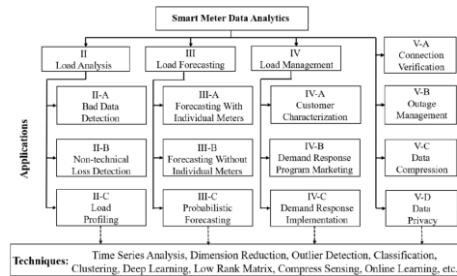 Smart Meter Data Analytics
II
Load Analysis
III
Load Forecasting
IV
Load Management
V-A
Connection
Verification
Applications
II-A
Bad Data
Detection
III-A
Forecasting With
Individual Meters
IV-A
Customer
Characterization
V-B
Outage
Management
II-B
Non-technical
Loss Detection
III-B
Forecasting Without
Individual Meters
IV-B
Demand Response
Program Marketing
V-C
Data
Compression
II-C
Load
Profiling
III-C
Probabilistic
Forecasting
IV-C
Demand Response
Implementation
V-D
Data
Privacy
Techniques: Time Series Analysis, Dimension Reduction, Outlier Detection, Classification,
Clustering, Deep Learning, Low Rank Matrix, Compress Sensing, Online Learning, etc.